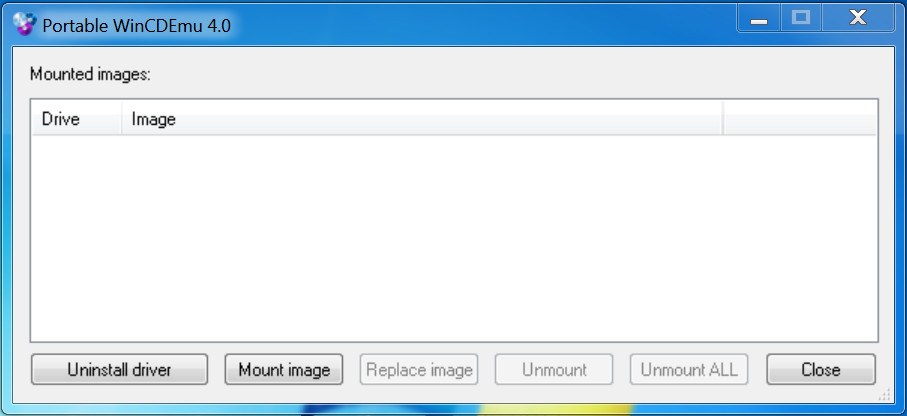 Portable WinCDEmu 4.0
Mounted images:
Drive Image
Uninstall driver Mount image Replace image Unmount Unmount ALL Close